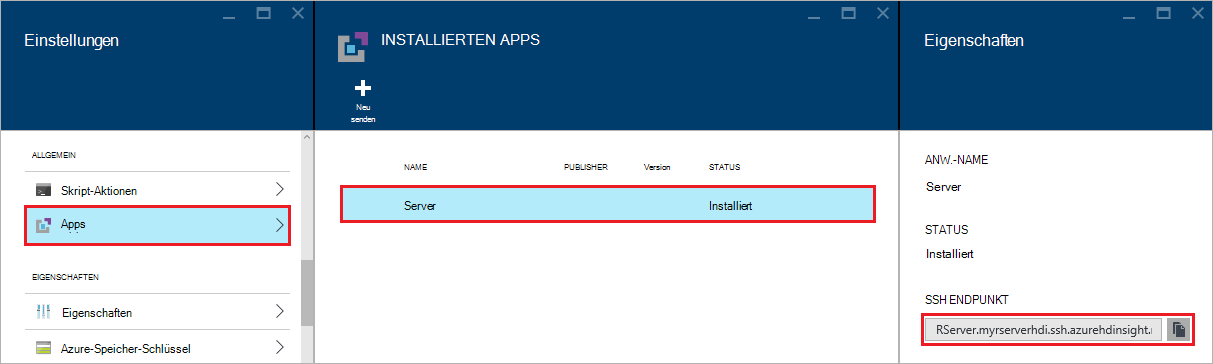 Einstellungen
ALLGEMEIN
Skript-Aktionen
Apps
EIGENSCHAFTEN
Eigenschaften
Azure-Speicher-Schlüssel
INSTALLIERTEN APPS
Neu
senden
NAME PUBLISHER Version STATUS
Server Installiert
Eigenschaften
ANW.-NAME
Server
STATUS
Installiert
SSH ENDPUNKT
RServer.myrserverhdi.ssh.azurehdinsight.